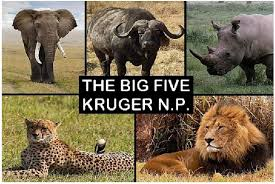 THE BIG FIVE
KRUGER N.P.